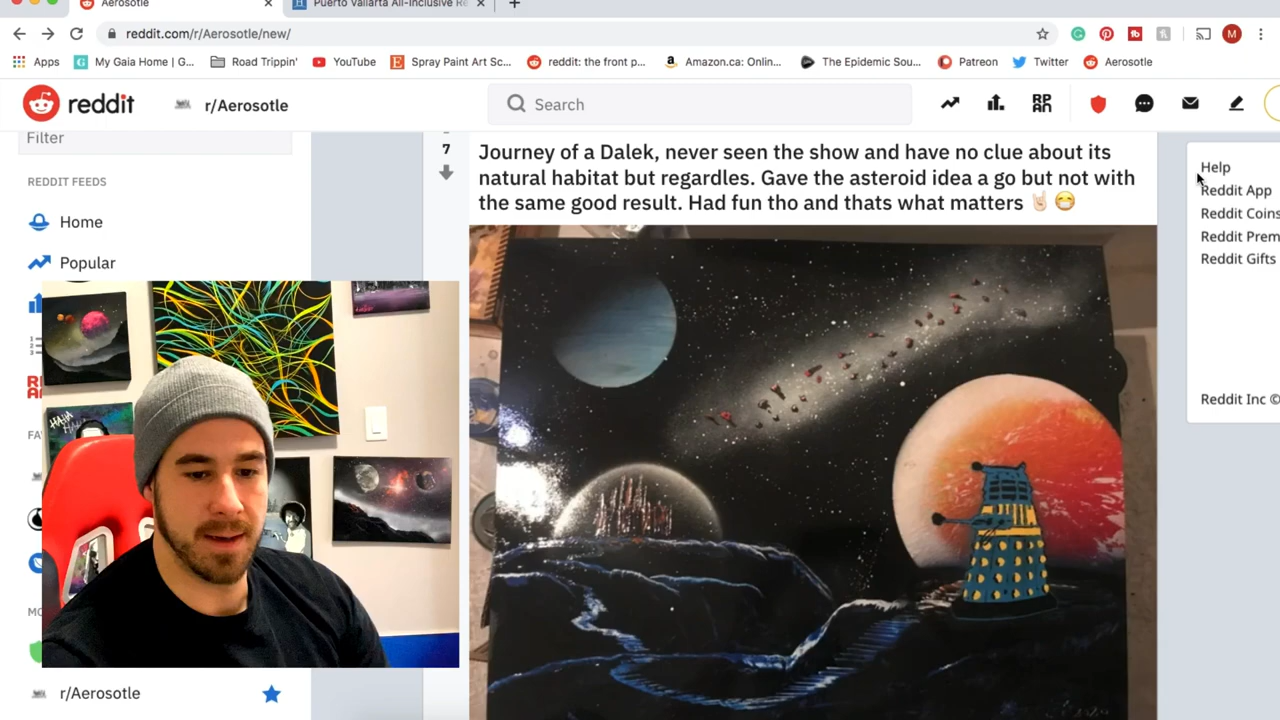 Aerosotle
Puerto Vallarta All-Inclusive Re
reddit.com/r/Aerosotle/new/
M
Apps
My Gaia Home | G...
Road Trippin'
YouTube
Spray Paint Art Sc...
reddit: the front p...
Amazon.ca: Onlin...
The Epidemic Sou...
Patreon
Twitter
Aerosotle
reddit
r/Aerosotle
Search
Filter
REDDIT FEEDS
Home
Popular
FA
MO
r/Aerosotle
7
Journey of a Dalek, never seen the show and have no clue about its
natural habitat but regardles. Gave the asteroid idea a go but not with
the same good result. Had fun tho and thats what matters 🤘🏻 😷
HAHA
Help
Reddit App
Reddit Coins
Reddit Prem
Reddit Gifts
Reddit Inc ©